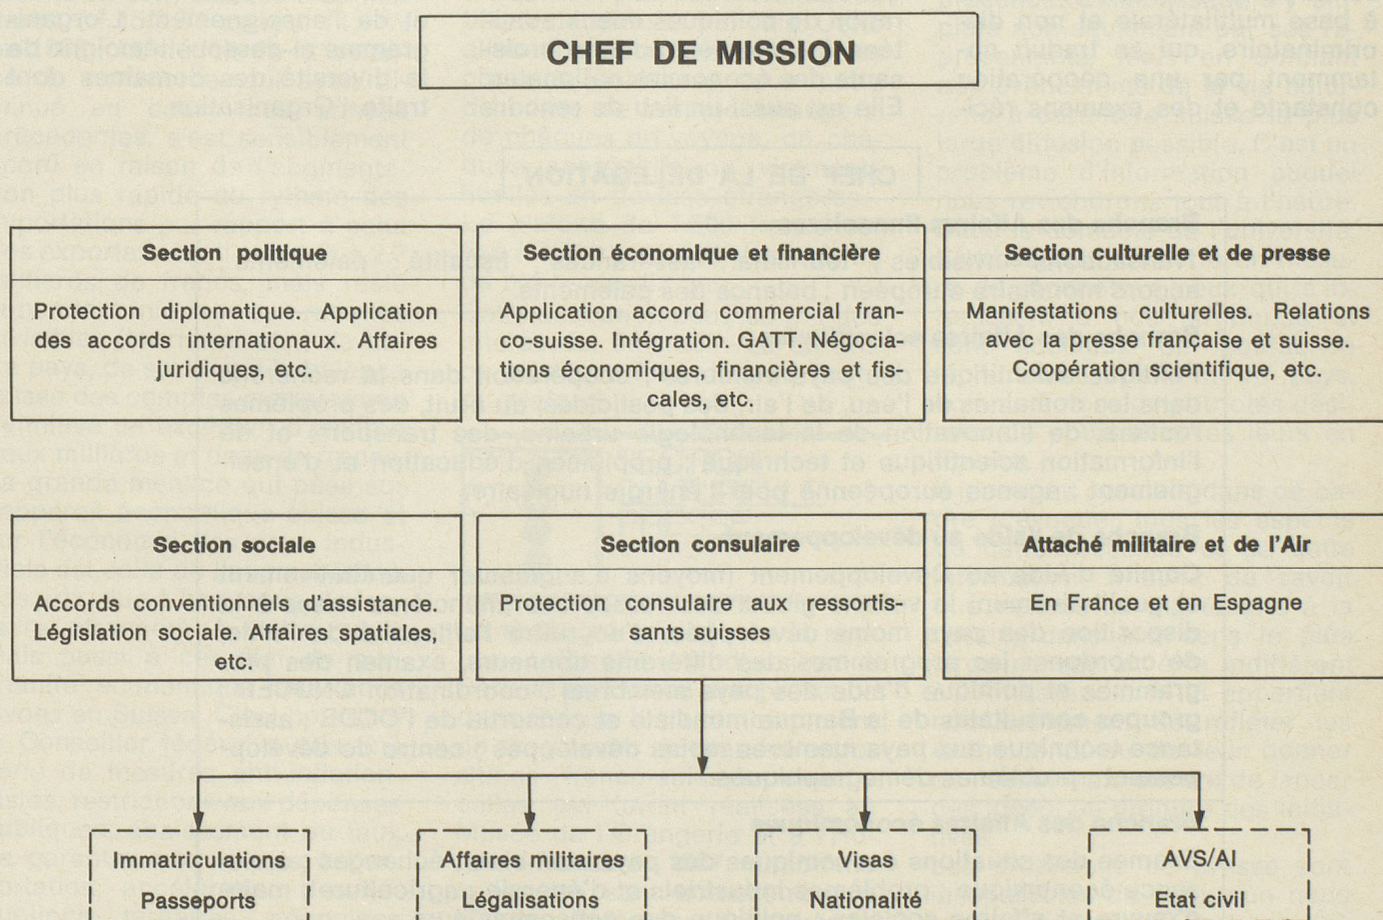 CHEF DE MISSION
Section politique
Protection diplomatique. Application
des accords internationaux. Affaires
juridiques, etc.
Section économique et financière
Application accord commercial fran-
co-suisse. Intégration. GATT. Négocia-
tions économiques, financières et fis-
cales, etc.
Section culturelle et de presse
Manifestations culturelles. Relations
avec la presse française et suisse.
Coopération scientifique, etc.
Section sociale
Accords conventionnels d'assistance.
Législation sociale. Affaires spatiales,
etc.
Section consulaire
Protection consulaire aux ressortis-
sants suisses
Attaché militaire et de l'Air
En France et en Espagne
Immatriculations
Passeports
Affaires militaires
Légalisations
Visas
Nationalité
AVS/AI
Etat civil